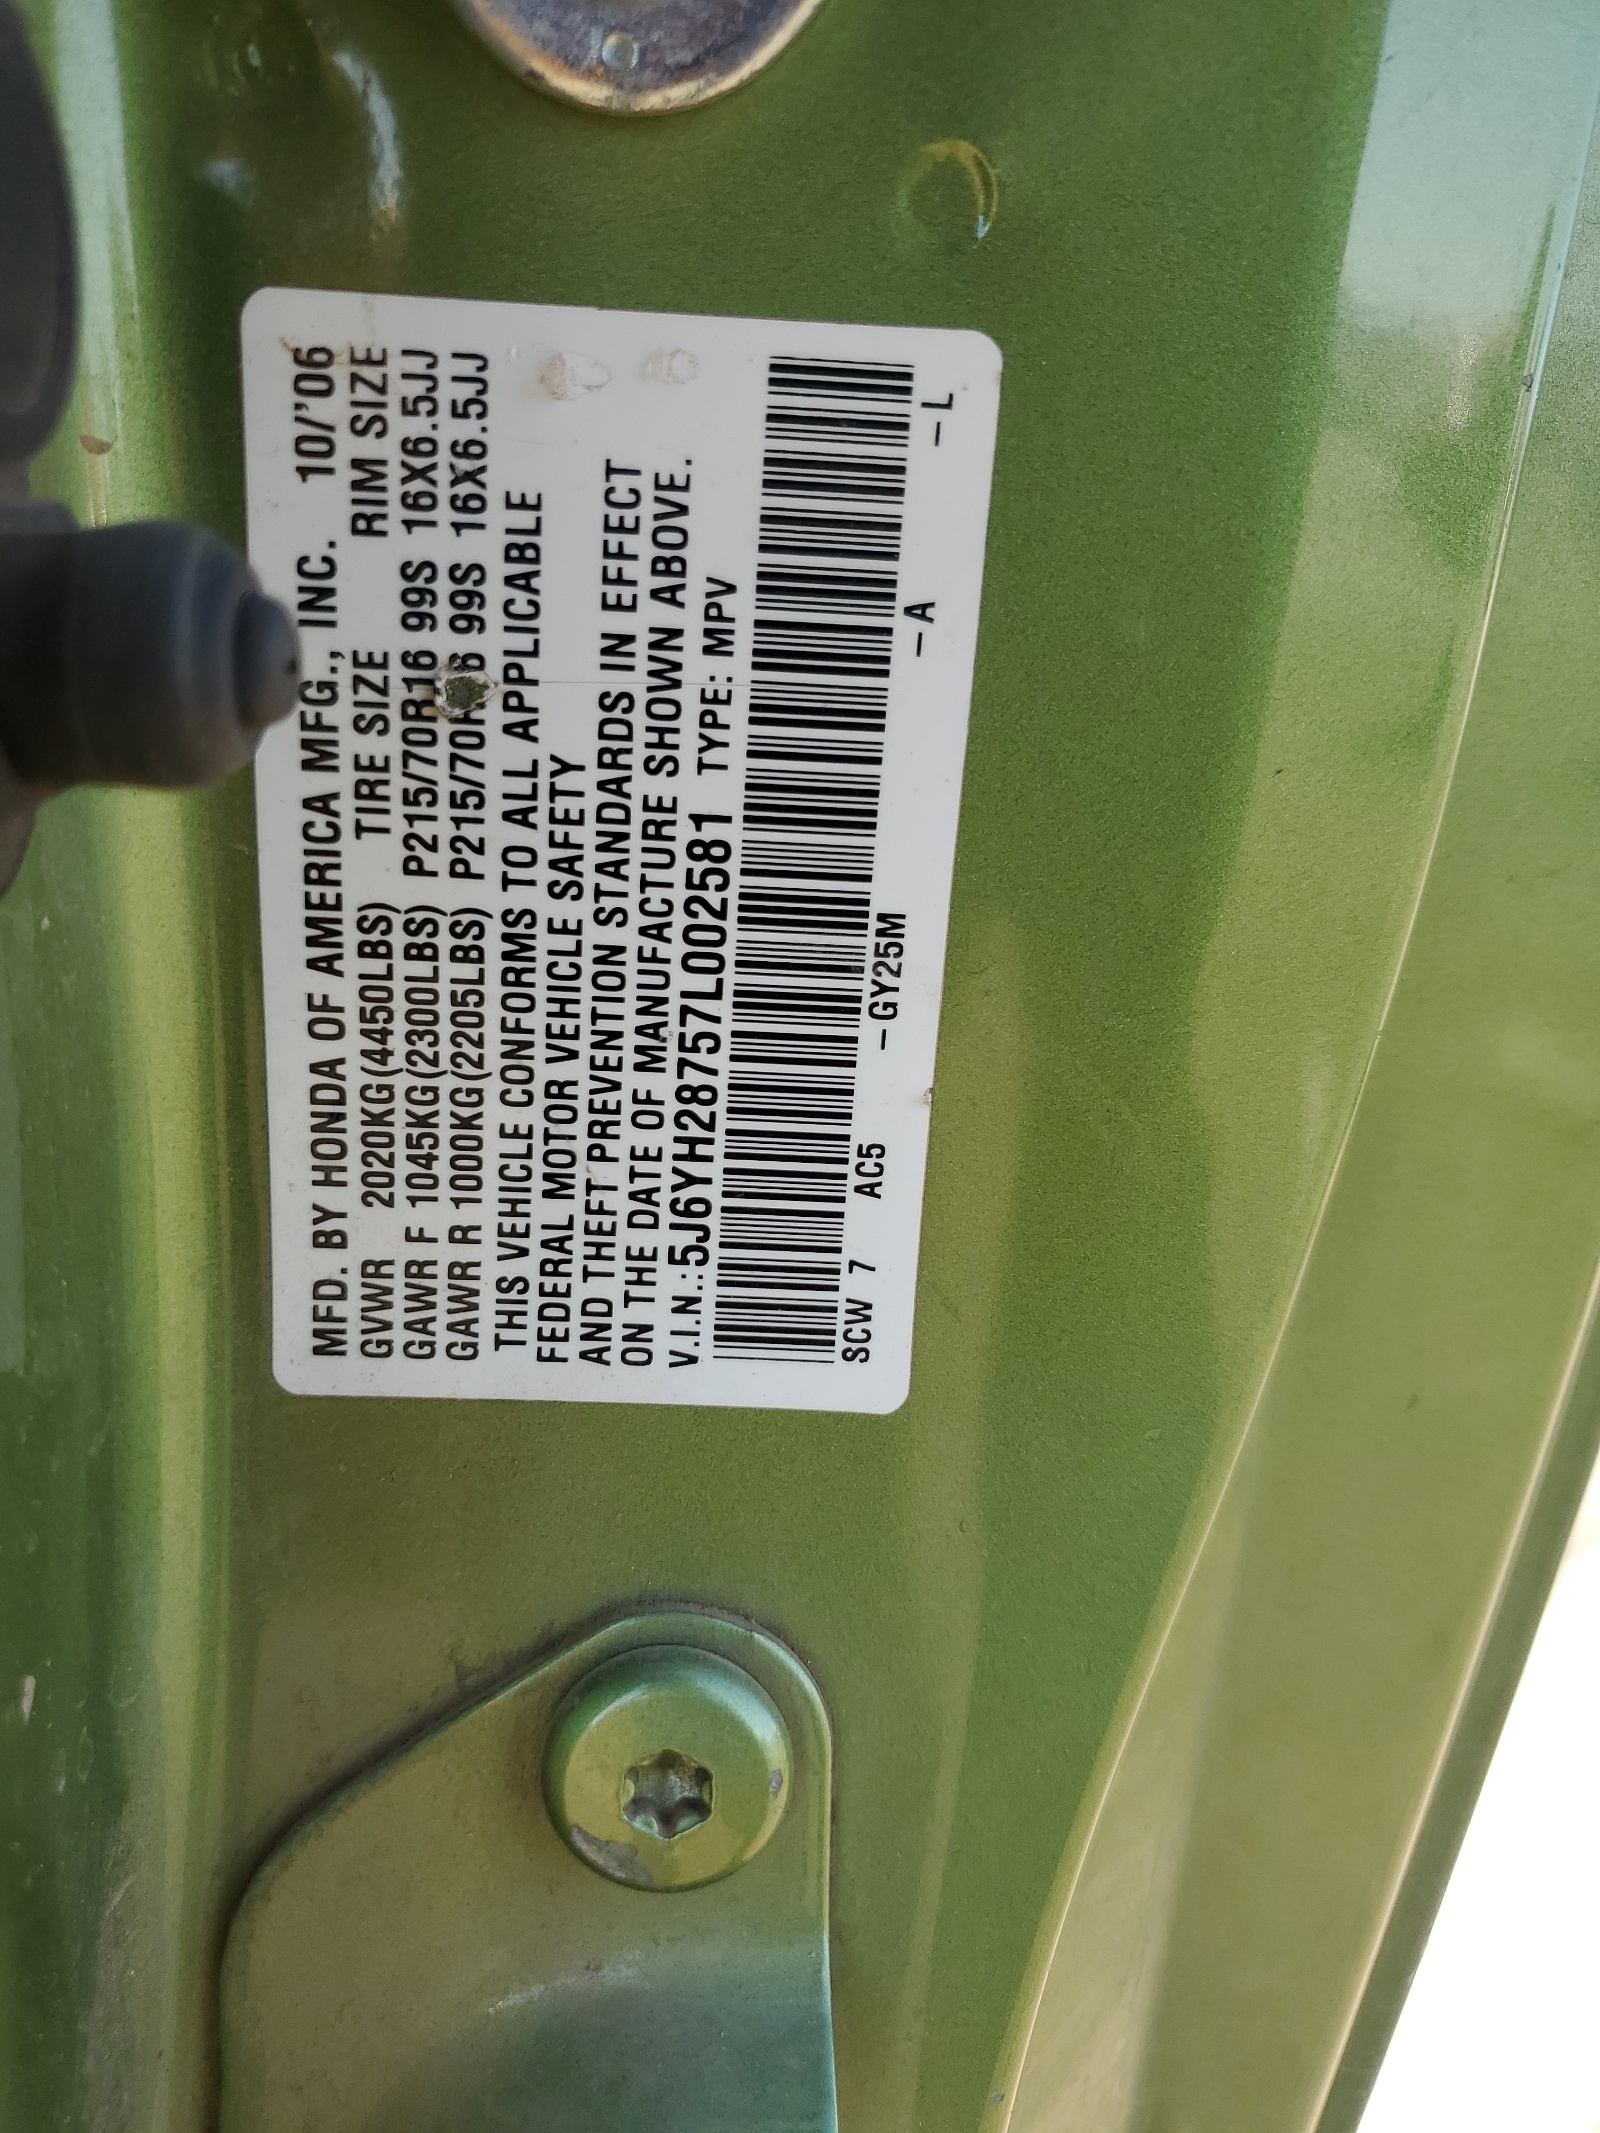 MFD. BY HONDA OF AMERICA MFG., INC. 10/'06
GVWR 2020KG(4450LBS) TIRE SIZE RIM SIZE
GAWR F 1045KG(2300LBS) P215/70R16 99S 16X6.5JJ
GAWR R 1000KG(2205LBS) P215/70R16 99S 16X6.5JJ
THIS VEHICLE CONFORMS TO ALL APPLICABLE
FEDERAL MOTOR VEHICLE SAFETY
AND THEFT PREVENTION STANDARDS IN EFFECT
ON THE DATE OF MANUFACTURE SHOWN ABOVE.
V.I.N.:5J6YH28757L002581 TYPE: MPV
SCW 7 AC5 –GY25M –A –L